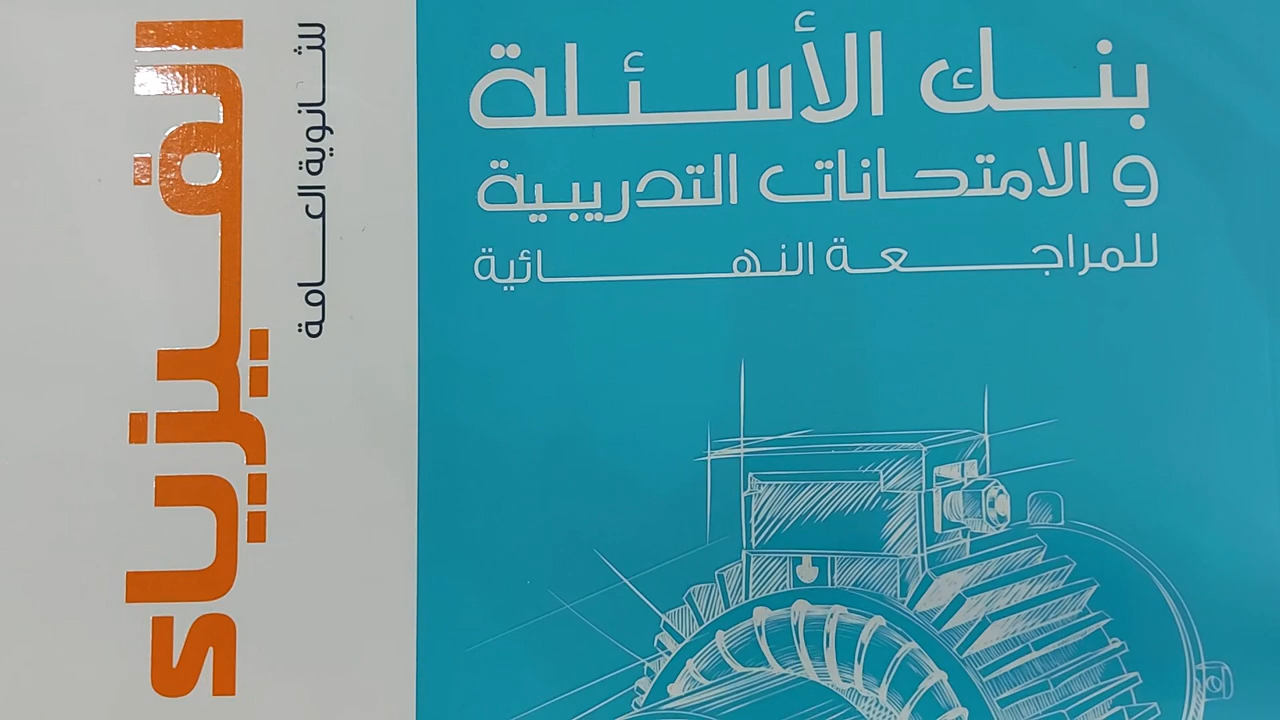 بنك الأسئلة
و الامتحانات التدريبية
للمراجعة النهائية
الفيزياء
للثانوية العامة